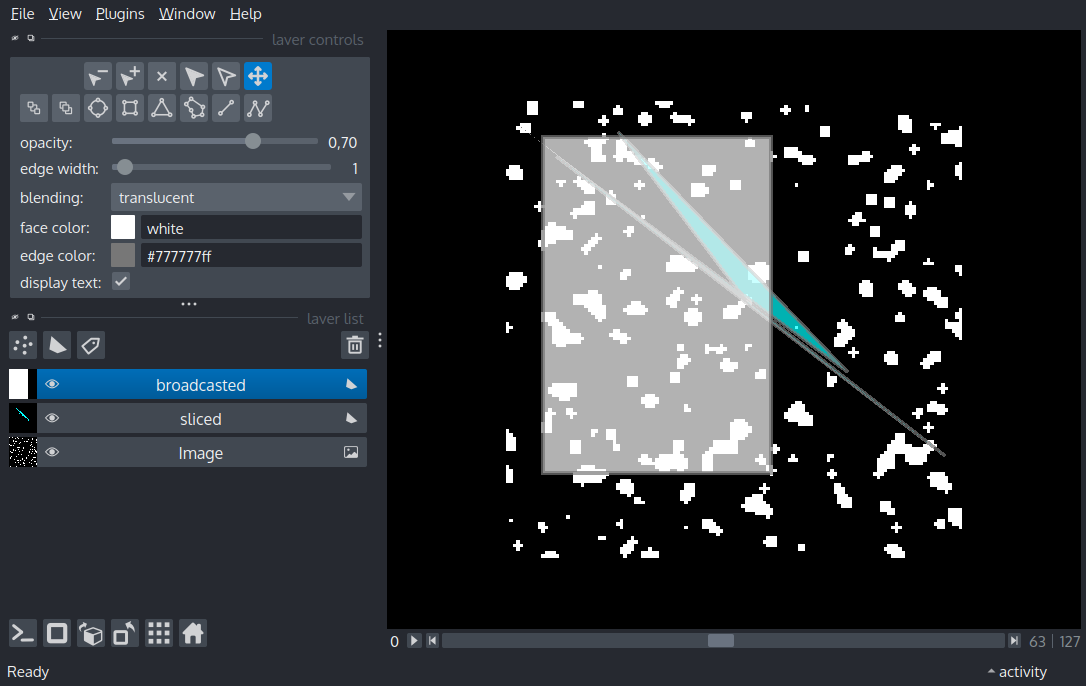 File View Plugins Window Help
layer controls
opacity: 0,70
edge width: 1
blending: translucent
face color: white
edge color: #777777ff
display text:
layer list
broadcasted
sliced
Image
0 63 127
Ready activity